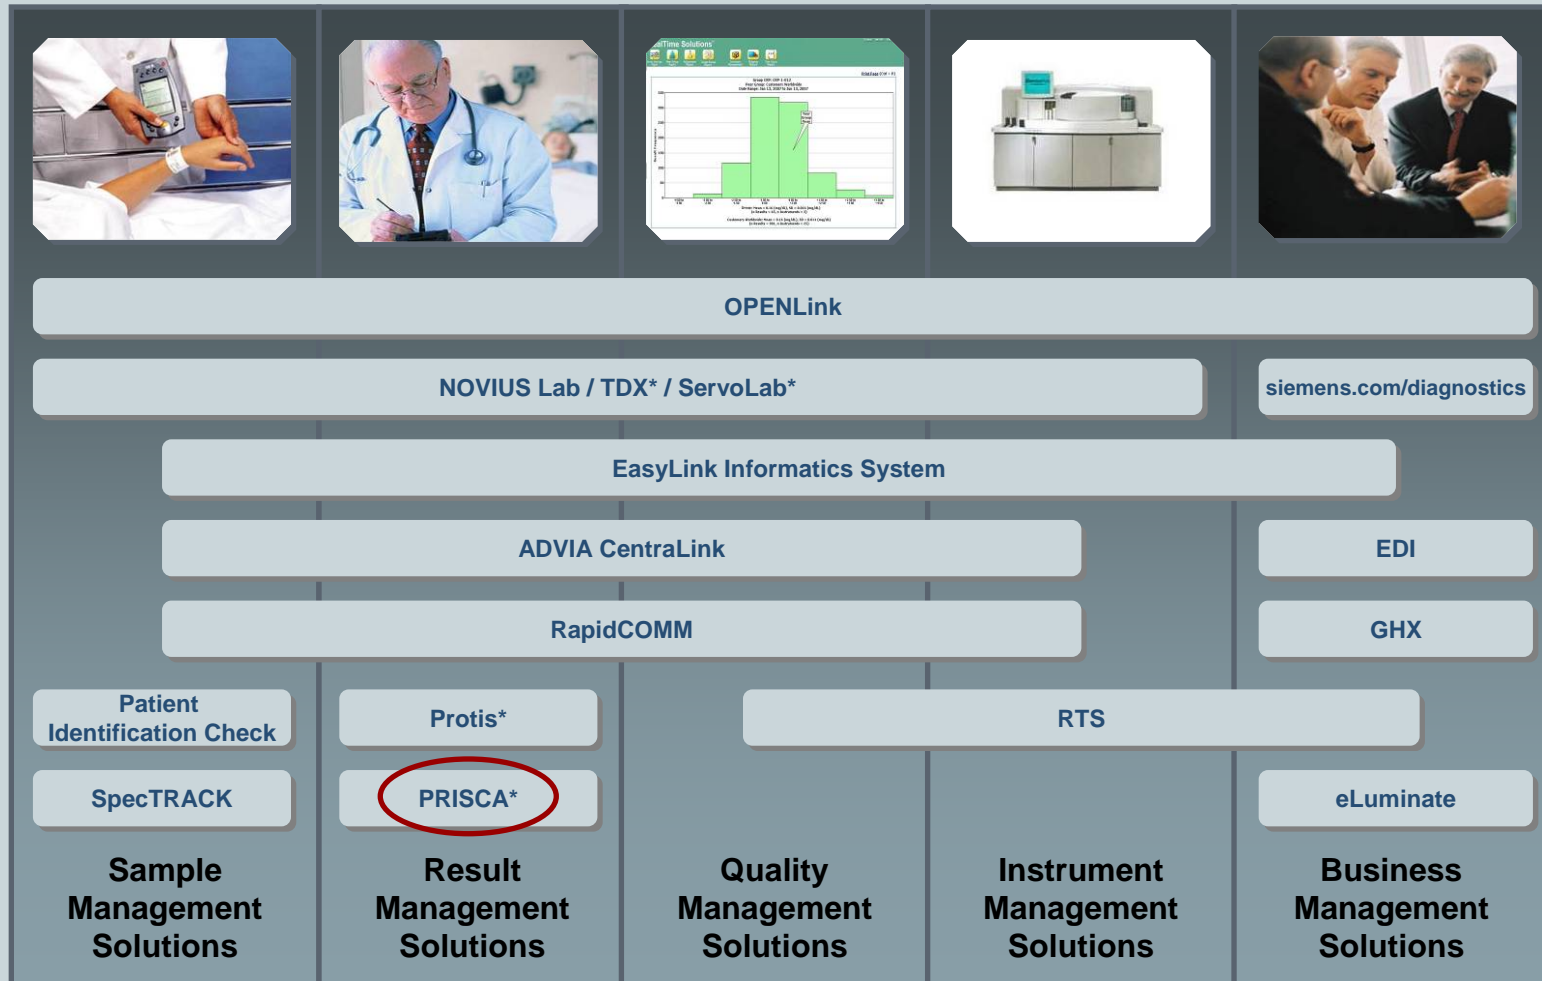 Time Solutions
OPENLink
NOVIUS Lab / TDX* / ServoLab*
siemens.com/diagnostics
EasyLink Informatics System
ADVIA CentraLink
EDI
RapidCOMM
GHX
Patient
Identification Check
Protis*
RTS
SpecTRACK
PRISCA*
eLuminate
Sample
Management
Solutions
Result
Management
Solutions
Quality
Management
Solutions
Instrument
Management
Solutions
Business
Management
Solutions